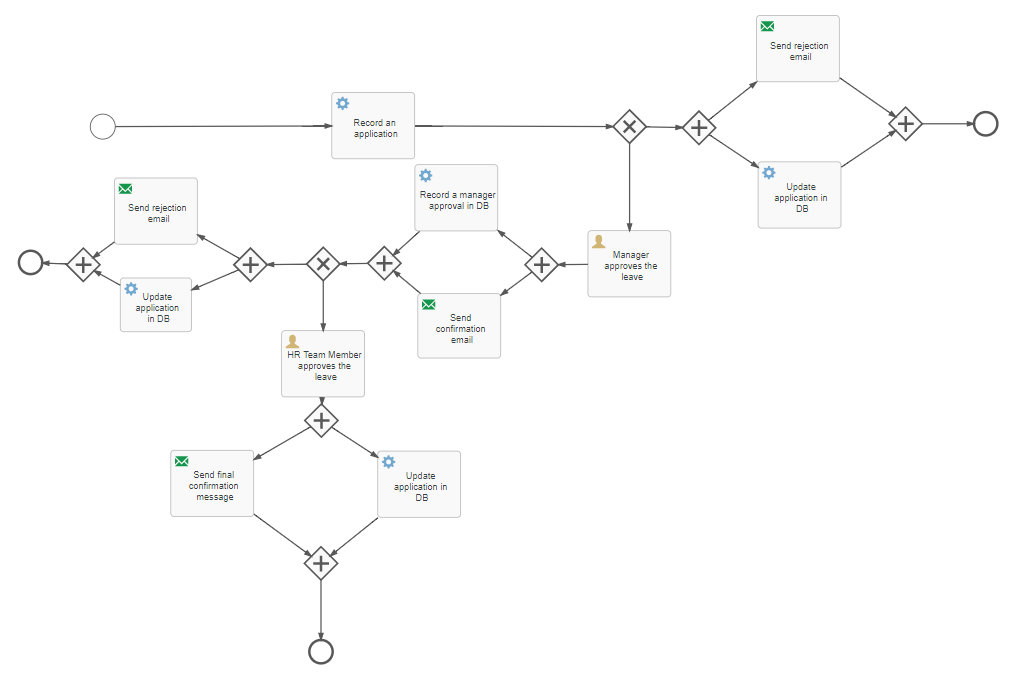 Send rejection
email
Record an
application
Record a manager
approval in DB
Update
application in
DB
Send rejection
email
Manager
approves the
leave
Update
application
in DB
Send
confirmation
email
HR Team Member
approves the
leave
Send final
confirmation
message
Update
application in
DB